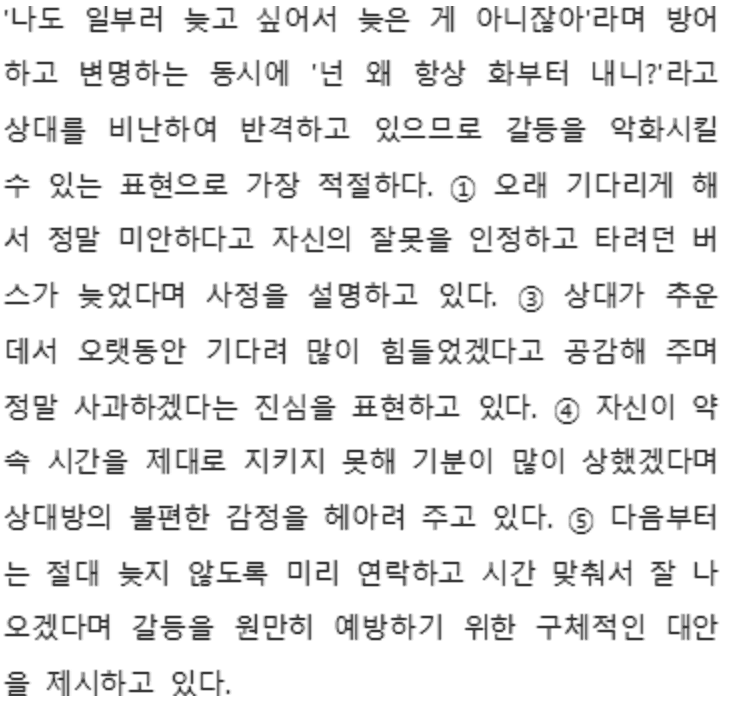 '나도 일부러 늦고 싶어서 늦은 게 아니잖아'라며 방어
하고 변명하는 동시에 '넌 왜 항상 화부터 내니?'라고
상대를 비난하여 반격하고 있으므로 갈등을 악화시킬
수 있는 표현으로 가장 적절하다. ① 오래 기다리게 해
서 정말 미안하다고 자신의 잘못을 인정하고 타려던 버
스가 늦었다며 사정을 설명하고 있다. ③ 상대가 추운
데서 오랫동안 기다려 많이 힘들었겠다고 공감해 주며
정말 사과하겠다는 진심을 표현하고 있다. ④ 자신이 약
속 시간을 제대로 지키지 못해 기분이 많이 상했겠다며
상대방의 불편한 감정을 헤아려 주고 있다. ⑤ 다음부터
는 절대 늦지 않도록 미리 연락하고 시간 맞춰서 잘 나
오겠다며 갈등을 원만히 예방하기 위한 구체적인 대안
을 제시하고 있다.